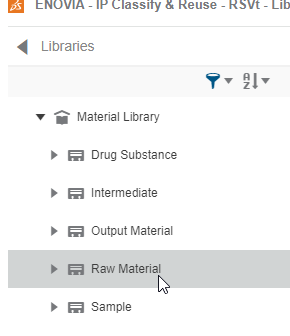 ENOVIA - IP Classify & Reuse - RSVt - Lib
Libraries
A
Z
Material Library
Drug Substance
Intermediate
Output Material
Raw Material
Sample